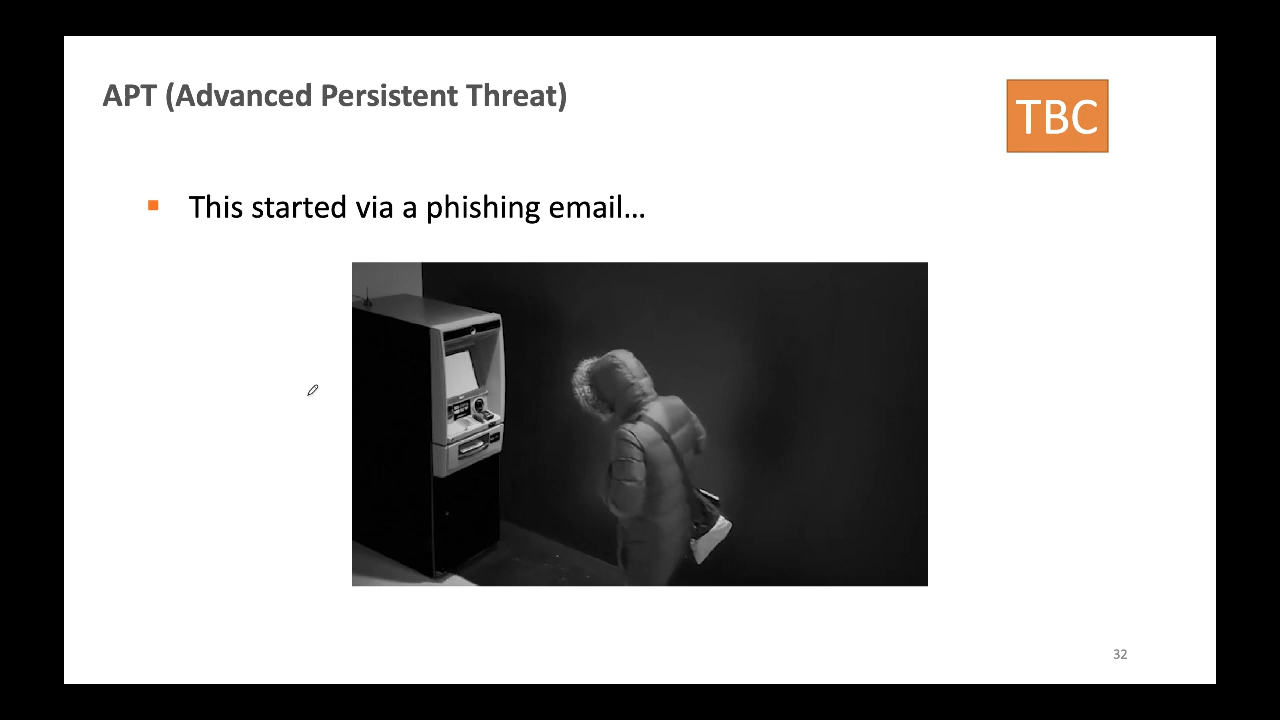 APT (Advanced Persistent Threat)
TBC
This started via a phishing email...
32